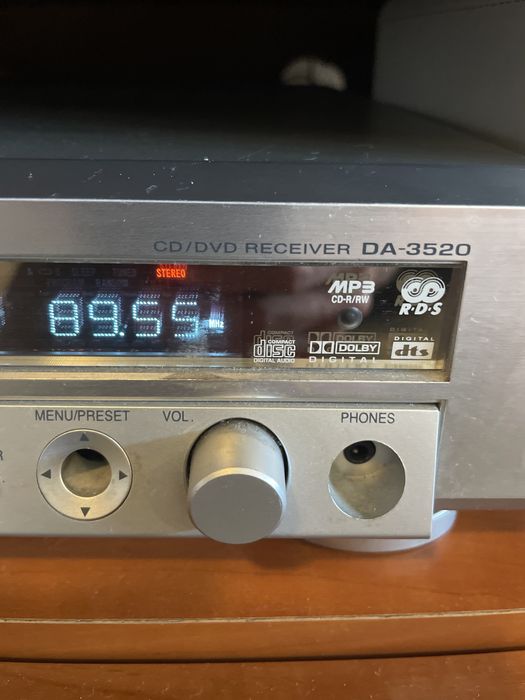 CD/DVD RECEIVER DA-3520
SLEEP TUNED STEREO
89.55 MHz
MP3
CD-R/RW
R·D·S
COMPACT
disc
DIGITAL AUDIO
DOLBY
DIGITAL
DIGITAL
dts
MENU/PRESET
VOL.
PHONES